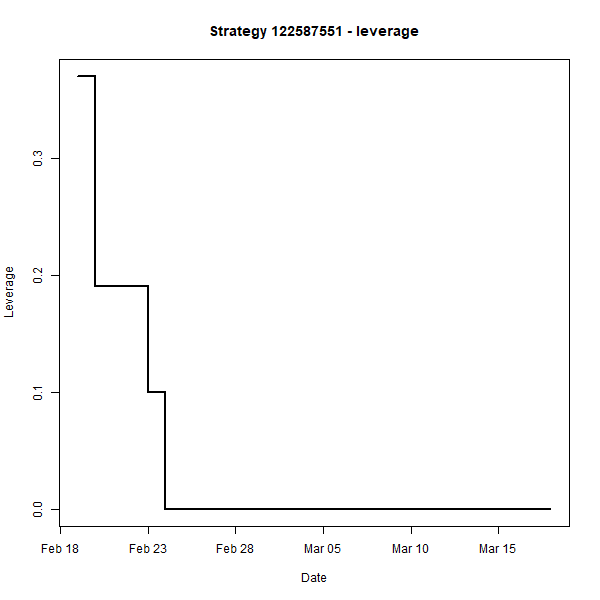 Strategy 122587551 - leverage
Leverage
0.3
0.2
0.1
0.0
Feb 18 Feb 23 Feb 28 Mar 05 Mar 10 Mar 15
Date